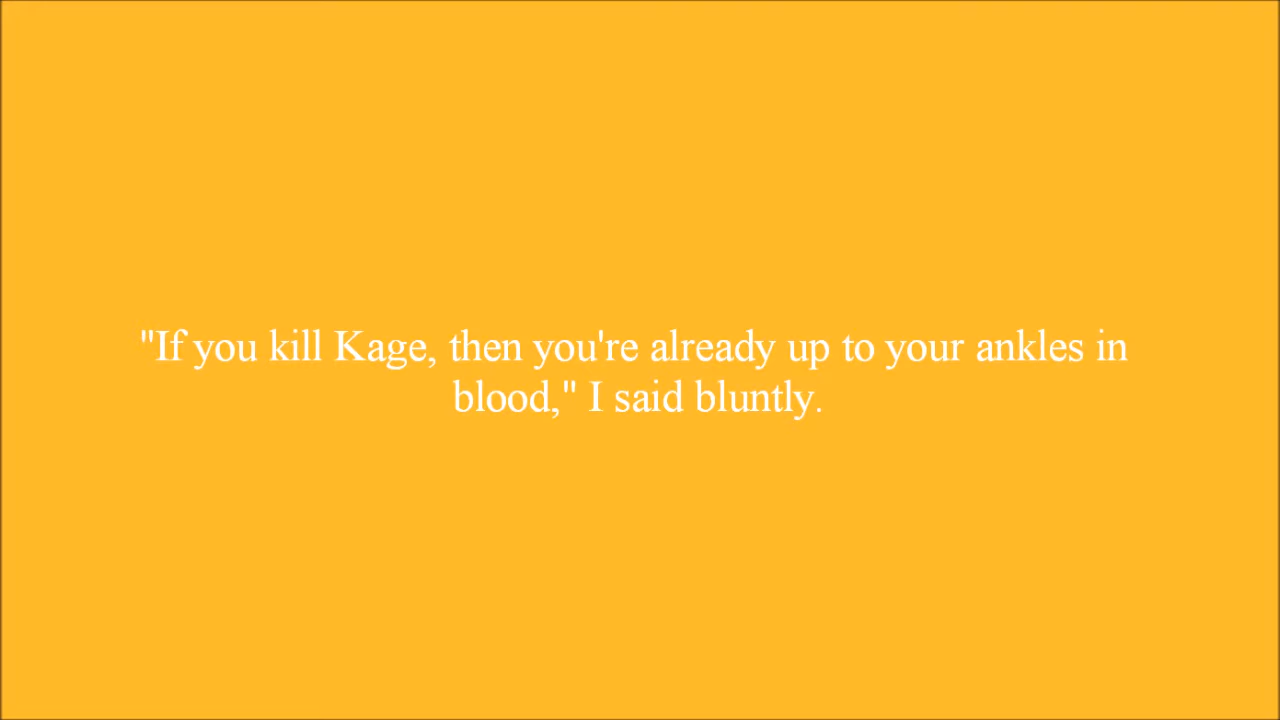 "If you kill Kage, then you're already up to your ankles in
blood," I said bluntly.